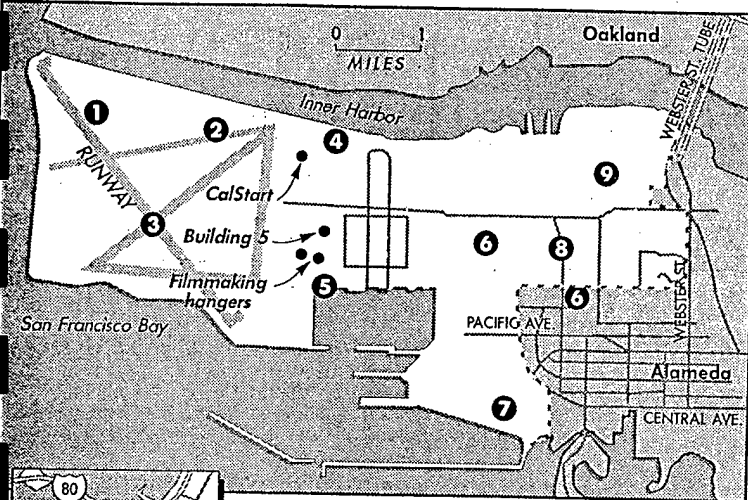 0 1
MILES
Oakland
WEBSTER ST. TUBE
Inner Harbor
1
2
4
RUNWAY
CalStart
9
3
Building 5
6
8
Filmmaking
hangers
5
6
WEBSTER ST.
San Francisco Bay
PACIFIC AVE.
Alameda
7
CENTRAL AVE.
80